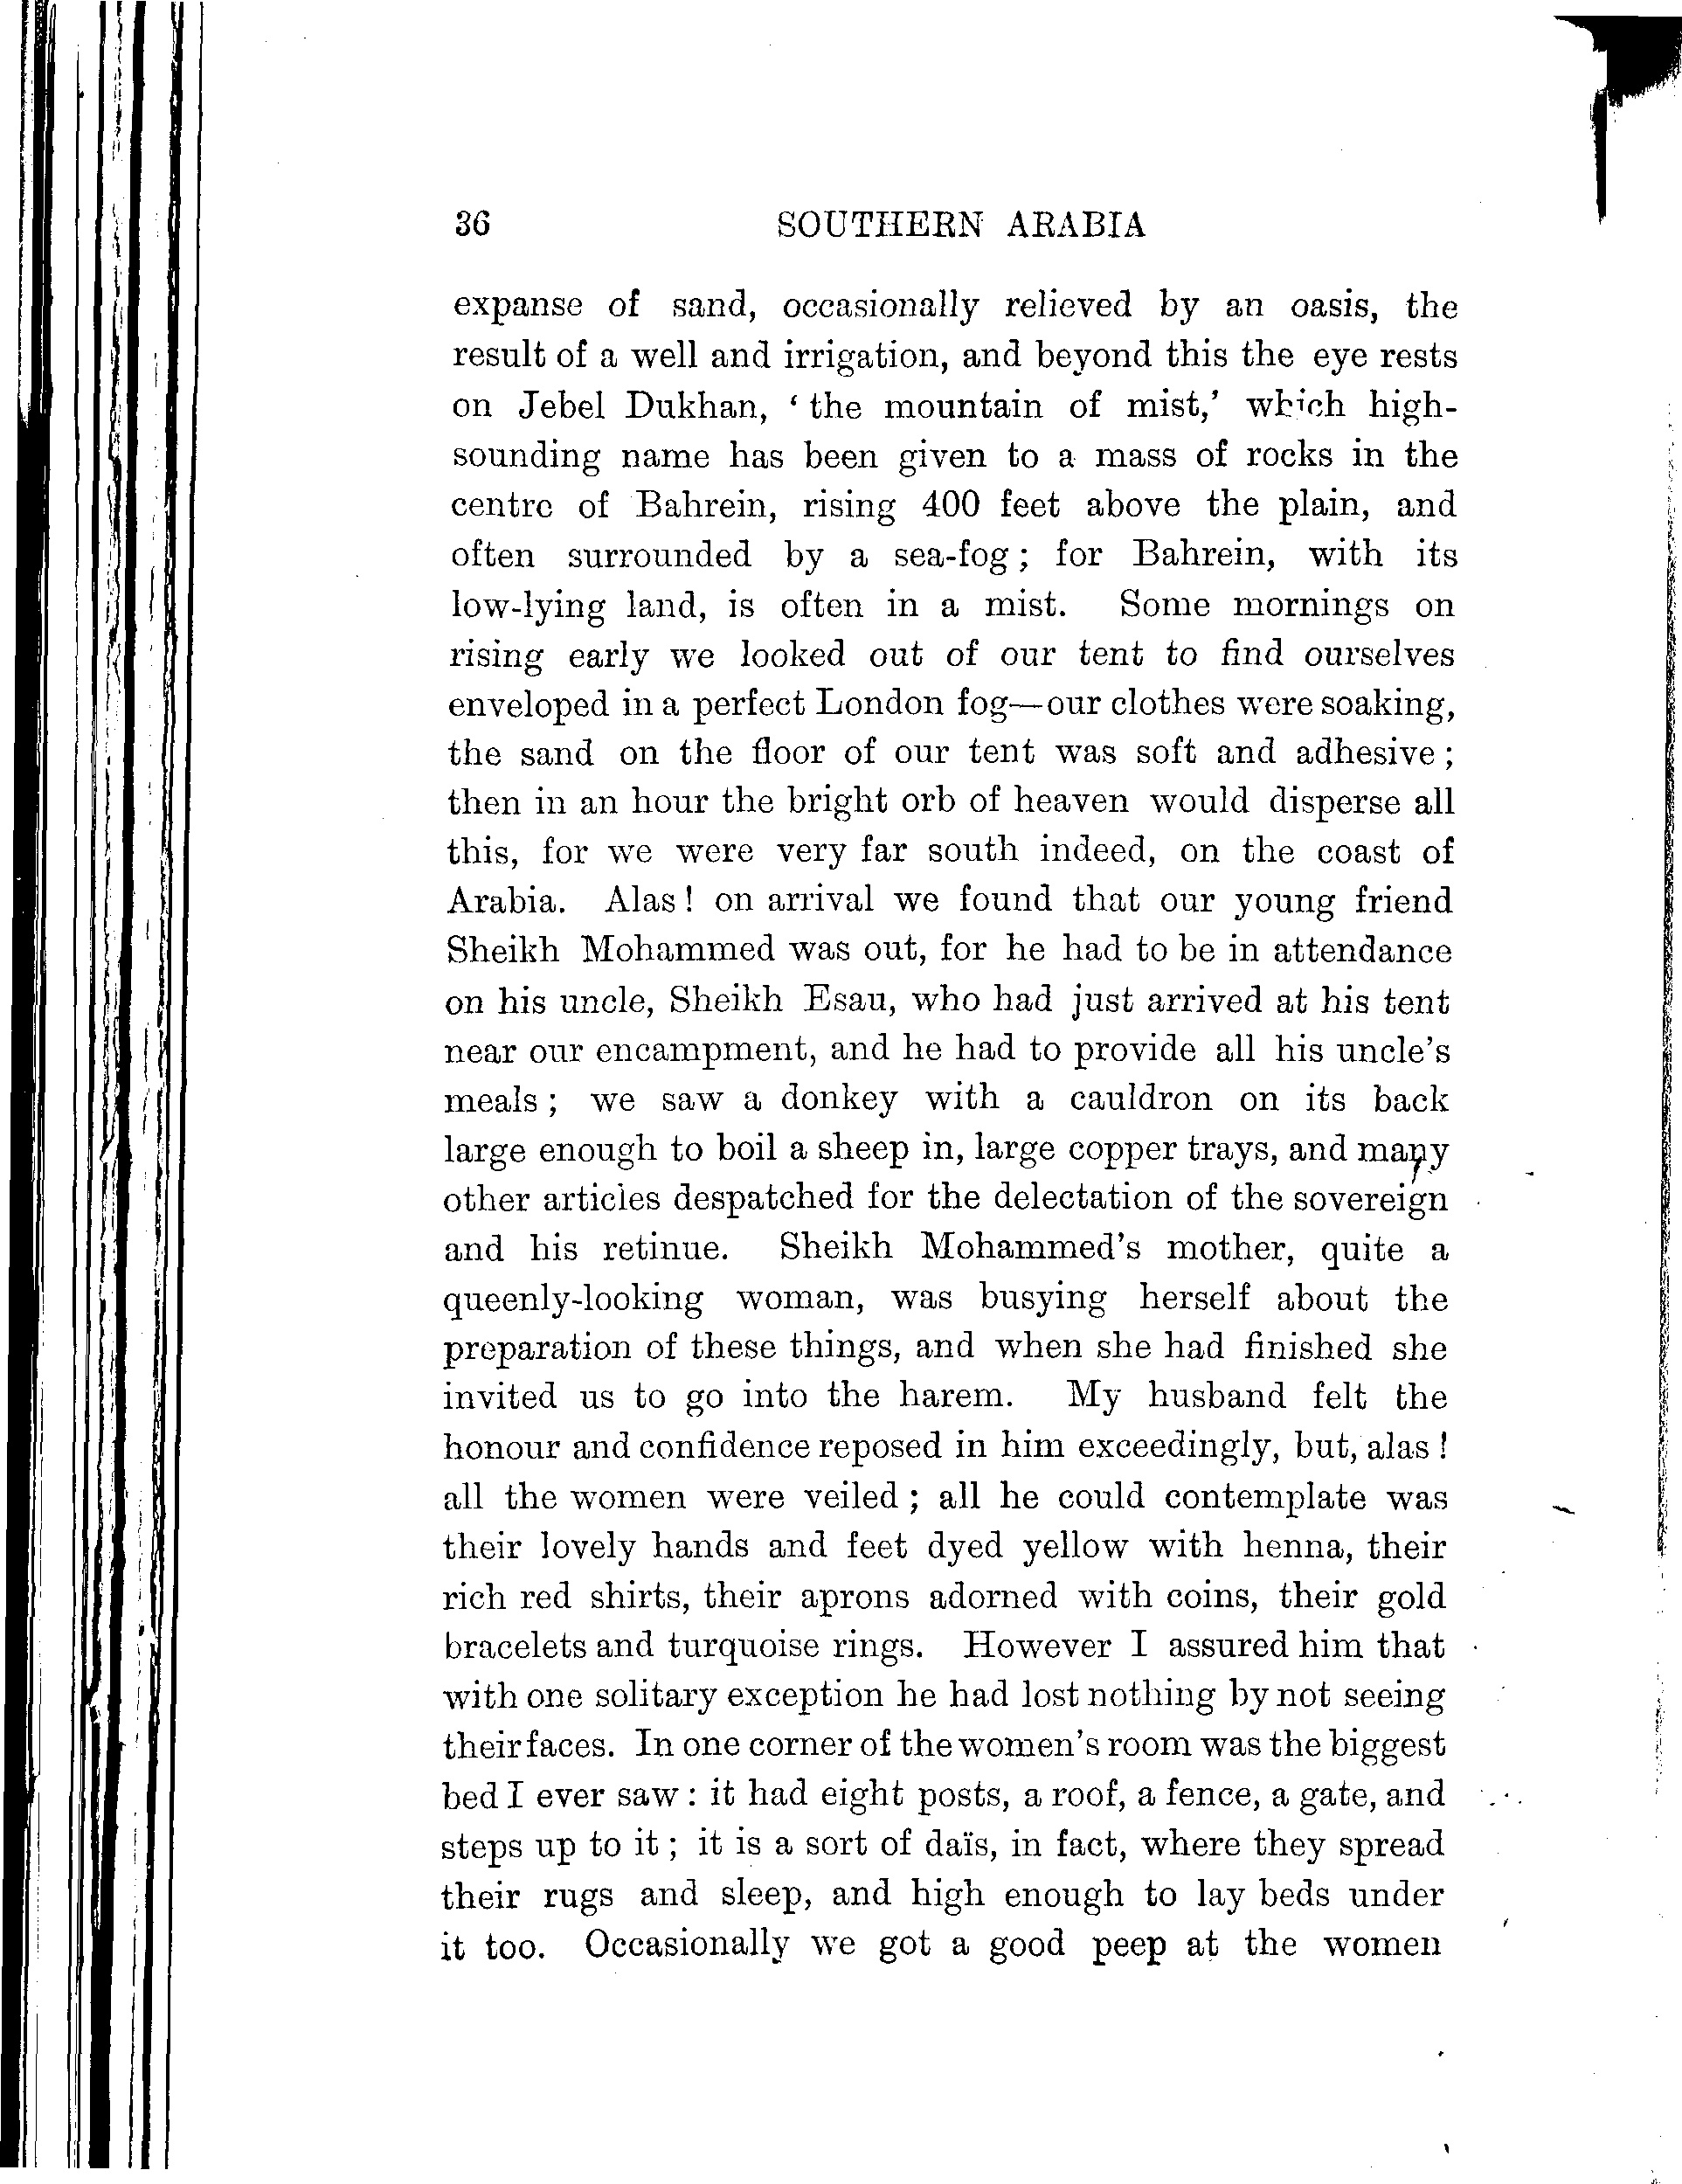 36 SOUTHERN ARABIA
expanse of sand, occasionally relieved by an oasis, the
result of a well and irrigation, and beyond this the eye rests
on Jebel Dukhan, ‘the mountain of mist,’ which high-
sounding name has been given to a mass of rocks in the
centre of Bahrein, rising 400 feet above the plain, and
often surrounded by a sea-fog; for Bahrein, with its
low-lying land, is often in a mist. Some mornings on
rising early we looked out of our tent to find ourselves
enveloped in a perfect London fog—our clothes were soaking,
the sand on the floor of our tent was soft and adhesive;
then in an hour the bright orb of heaven would disperse all
this, for we were very far south indeed, on the coast of
Arabia. Alas! on arrival we found that our young friend
Sheikh Mohammed was out, for he had to be in attendance
on his uncle, Sheikh Esau, who had just arrived at his tent
near our encampment, and he had to provide all his uncle's
meals; we saw a donkey with a cauldron on its back
large enough to boil a sheep in, large copper trays, and many
other articles despatched for the delectation of the sovereign
and his retinue. Sheikh Mohammed's mother, quite a
queenly-looking woman, was busying herself about the
preparation of these things, and when she had finished she
invited us to go into the harem. My husband felt the
honour and confidence reposed in him exceedingly, but, alas!
all the women were veiled; all he could contemplate was
their lovely hands and feet dyed yellow with henna, their
rich red shirts, their aprons adorned with coins, their gold
bracelets and turquoise rings. However I assured him that
with one solitary exception he had lost nothing by not seeing
their faces. In one corner of the women's room was the biggest
bed I ever saw: it had eight posts, a roof, a fence, a gate, and
steps up to it; it is a sort of daïs, in fact, where they spread
their rugs and sleep, and high enough to lay beds under
it too. Occasionally we got a good peep at the women